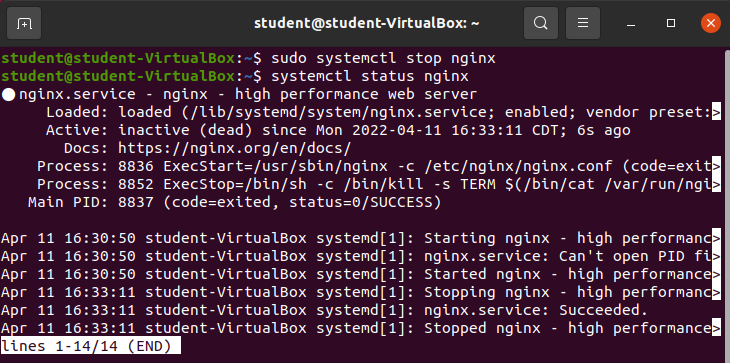 student@student-VirtualBox: ~
student@student-VirtualBox:~$ sudo systemctl stop nginx
student@student-VirtualBox:~$ systemctl status nginx
● nginx.service - nginx - high performance web server
     Loaded: loaded (/lib/systemd/system/nginx.service; enabled; vendor preset:>
     Active: inactive (dead) since Mon 2022-04-11 16:33:11 CDT; 6s ago
       Docs: https://nginx.org/en/docs/
    Process: 8836 ExecStart=/usr/sbin/nginx -c /etc/nginx/nginx.conf (code=exit>
    Process: 8852 ExecStop=/bin/sh -c /bin/kill -s TERM $(/bin/cat /var/run/ngi>
   Main PID: 8837 (code=exited, status=0/SUCCESS)
Apr 11 16:30:50 student-VirtualBox systemd[1]: Starting nginx - high performanc>
Apr 11 16:30:50 student-VirtualBox systemd[1]: nginx.service: Can't open PID fi>
Apr 11 16:30:50 student-VirtualBox systemd[1]: Started nginx - high performance>
Apr 11 16:33:11 student-VirtualBox systemd[1]: Stopping nginx - high performanc>
Apr 11 16:33:11 student-VirtualBox systemd[1]: nginx.service: Succeeded.
Apr 11 16:33:11 student-VirtualBox systemd[1]: Stopped nginx - high performance>
lines 1-14/14 (END)